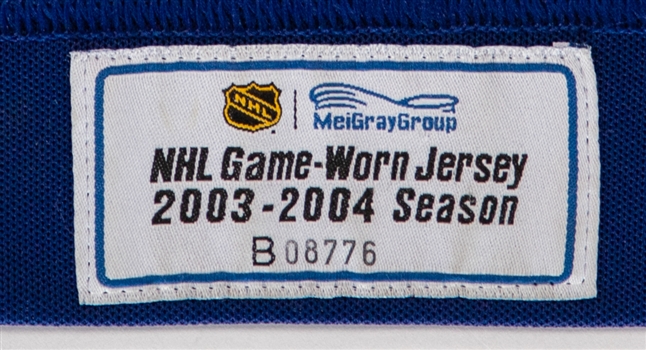 NHL MeiGrayGroup
NHL Game-Worn Jersey
2003-2004 Season
B08776